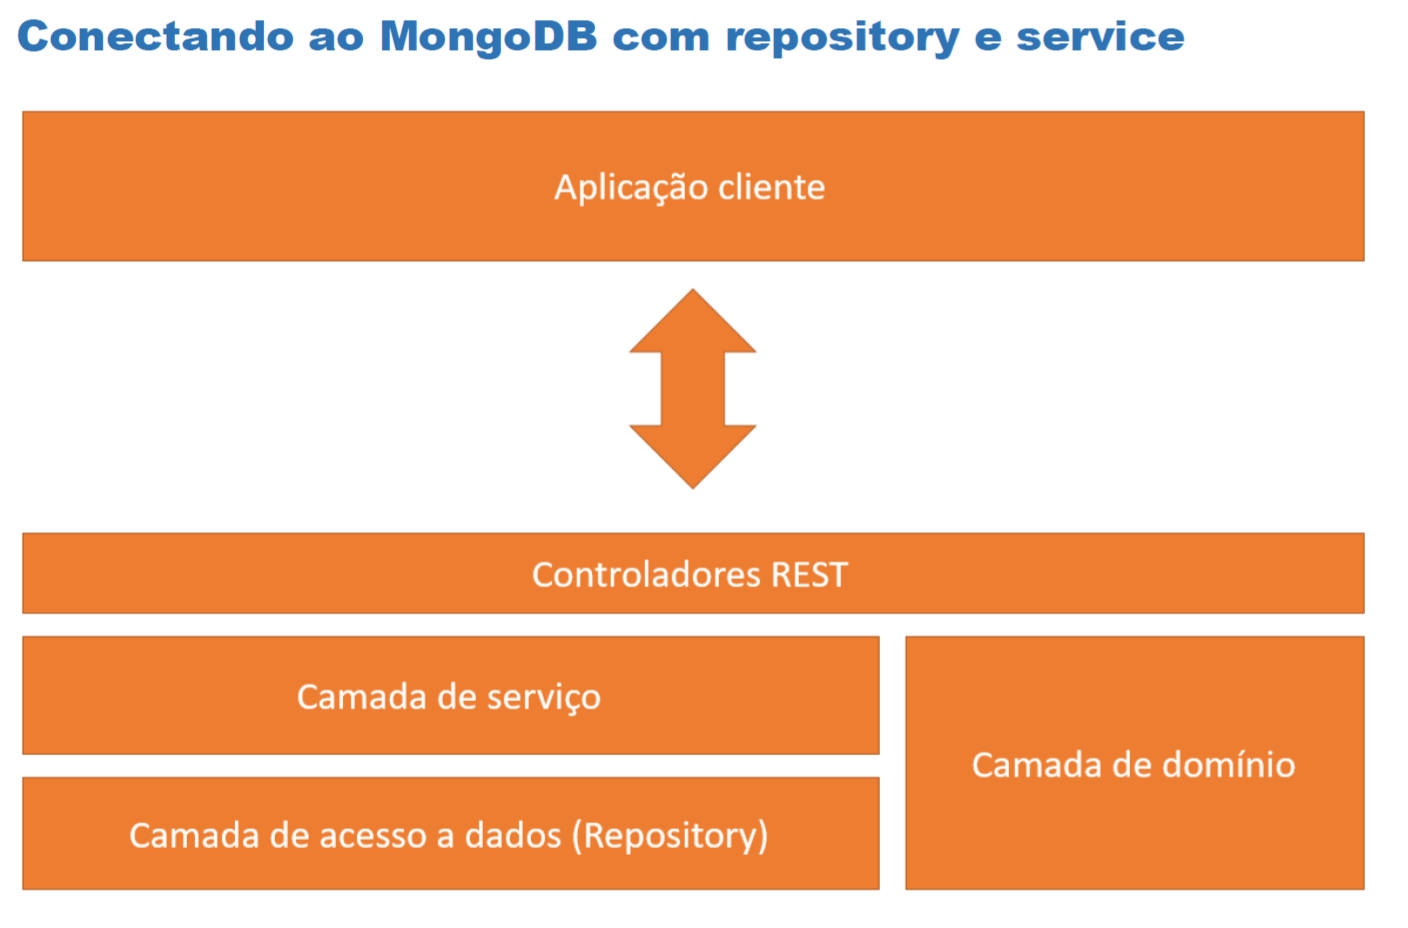 Conectando ao MongoDB com repository e service
Aplicação cliente
Controladores REST
Camada de serviço
Camada de domínio
Camada de acesso a dados (Repository)